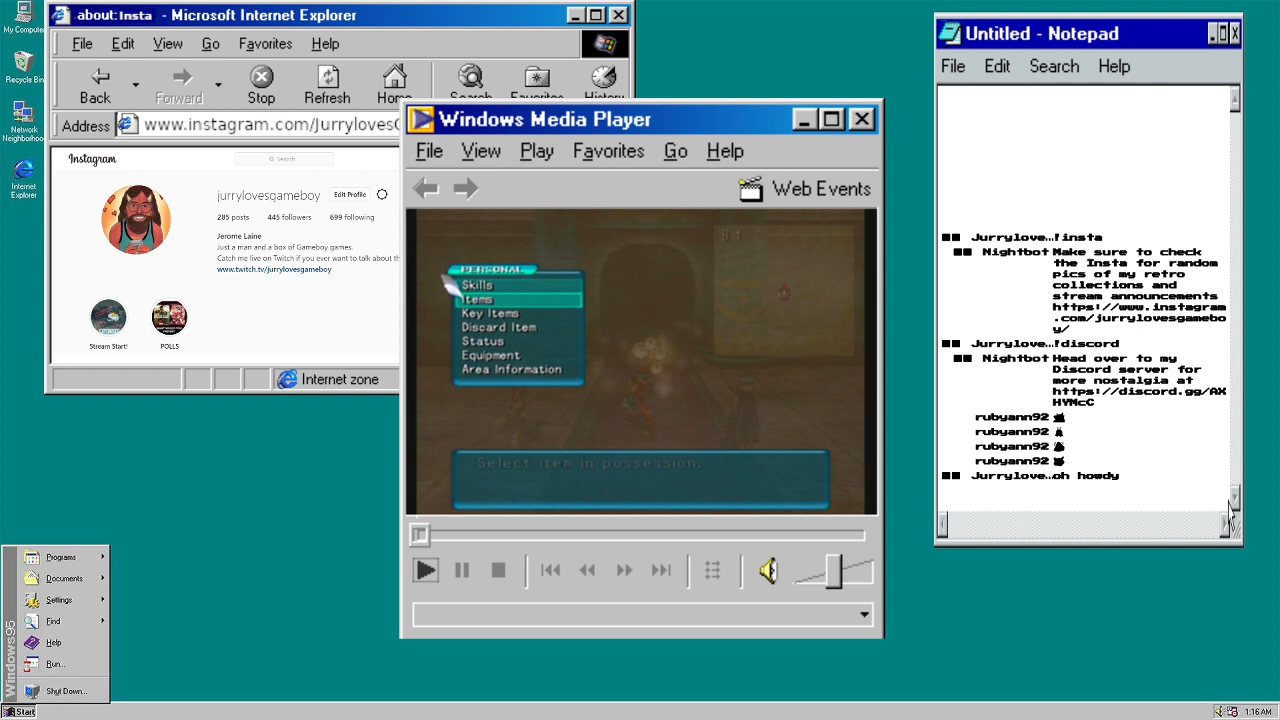 My Compute
Recycle Bin
Network
Neighborhoo
Internet
Explorer
about:Insta - Microsoft Internet Explorer
File Edit View Go Favorites Help
Back Forward Stop Refresh Home Search Favorites History
Address www.instagram.com/JurrylovesG
Instagram
Search
jurrylovesgameboy Edit Profile
285 posts 445 followers 699 following
Jerome Laine
Just a man and a box of Gameboy games.
Catch me live on Twitch if you ever want to talk about th
www.twitch.tv/jurrylovesgameboy
Stream Start! POLLS
Internet zone
Windows Media Player
File View Play Favorites Go Help
Web Events
PERSONAL
Skills
Items
Key Items
Discard Item
Status
Equipment
Area Information
Select item in possession.
Untitled - Notepad
File Edit Search Help
Jurrylove…!insta
Nightbot Make sure to check
the Insta for random
pics of my retro
collections and
stream announcements
https://www.instagram
.com/jurrylovesgamebo
y/
Jurrylove…!discord
Nightbot Head over to my
Discord server for
more nostalgia at
https://discord.gg/AX
HYMcC
rubyann92
rubyann92
rubyann92
rubyann92
Jurrylove…oh howdy
Windows95
Programs
Documents
Settings
Find
Help
Run...
Shut Down...
Start
1:16 AM